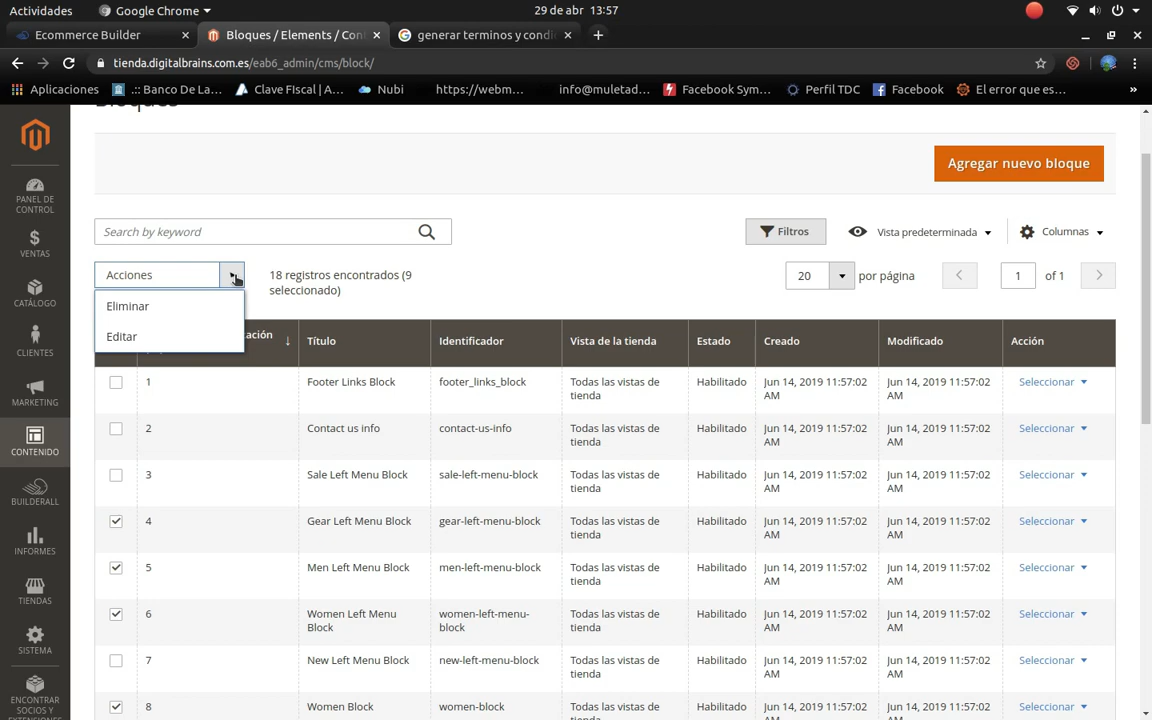 Actividades Google Chrome 29 de abr 13:57
Ecommerce Builder Bloques / Elements / Con generar terminos y condi
tienda.digitalbrains.com.es/eab6_admin/cms/block/
Aplicaciones .:: Banco De La... Clave FIscal | A... Nubi https://webm... info@muletad... Facebook Sym... Perfil TDC Facebook El error que es... »
Bloques
Agregar nuevo bloque
Search by keyword Filtros Vista predeterminada Columnas
Acciones 18 registros encontrados (9
seleccionado) 20 por página 1 of 1
Eliminar
Editar
Título Identificador Vista de la tienda Estado Creado Modificado Acción
1 Footer Links Block footer_links_block Todas las vistas de
tienda Habilitado Jun 14, 2019 11:57:02
AM Jun 14, 2019 11:57:02
AM Seleccionar
2 Contact us info contact-us-info Todas las vistas de
tienda Habilitado Jun 14, 2019 11:57:02
AM Jun 14, 2019 11:57:02
AM Seleccionar
3 Sale Left Menu Block sale-left-menu-block Todas las vistas de
tienda Habilitado Jun 14, 2019 11:57:02
AM Jun 14, 2019 11:57:02
AM Seleccionar
4 Gear Left Menu Block gear-left-menu-block Todas las vistas de
tienda Habilitado Jun 14, 2019 11:57:02
AM Jun 14, 2019 11:57:02
AM Seleccionar
5 Men Left Menu Block men-left-menu-block Todas las vistas de
tienda Habilitado Jun 14, 2019 11:57:02
AM Jun 14, 2019 11:57:02
AM Seleccionar
6 Women Left Menu
Block women-left-menu-
block Todas las vistas de
tienda Habilitado Jun 14, 2019 11:57:02
AM Jun 14, 2019 11:57:02
AM Seleccionar
7 New Left Menu Block new-left-menu-block Todas las vistas de
tienda Habilitado Jun 14, 2019 11:57:02
AM Jun 14, 2019 11:57:02
AM Seleccionar
8 Women Block women-block Todas las vistas de
tienda Habilitado Jun 14, 2019 11:57:02
AM Jun 14, 2019 11:57:02
AM Seleccionar
PANEL DE
CONTROL
VENTAS
CATÁLOGO
CLIENTES
MARKETING
CONTENIDO
BUILDERALL
INFORMES
TIENDAS
SISTEMA
ENCONTRAR
SOCIOS Y
EXTENSIONES